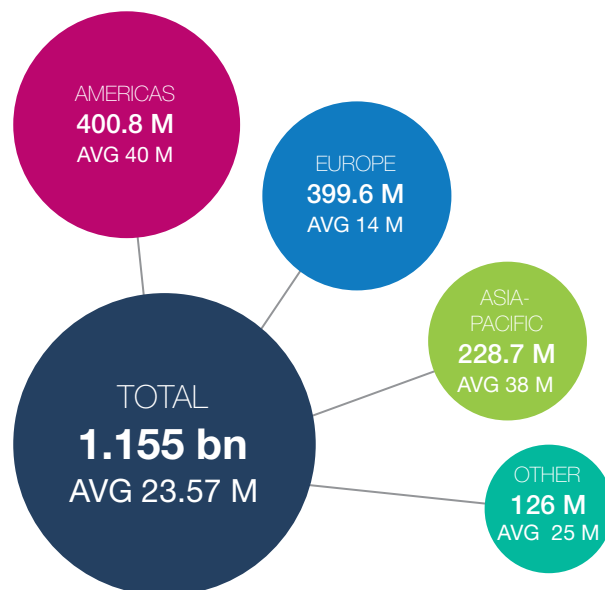 AMERICAS
400.8 M
AVG 40 M
EUROPE
399.6 M
AVG 14 M
ASIA-
PACIFIC
228.7 M
AVG 38 M
TOTAL
1.155 bn
AVG 23.57 M
OTHER
126 M
AVG 25 M